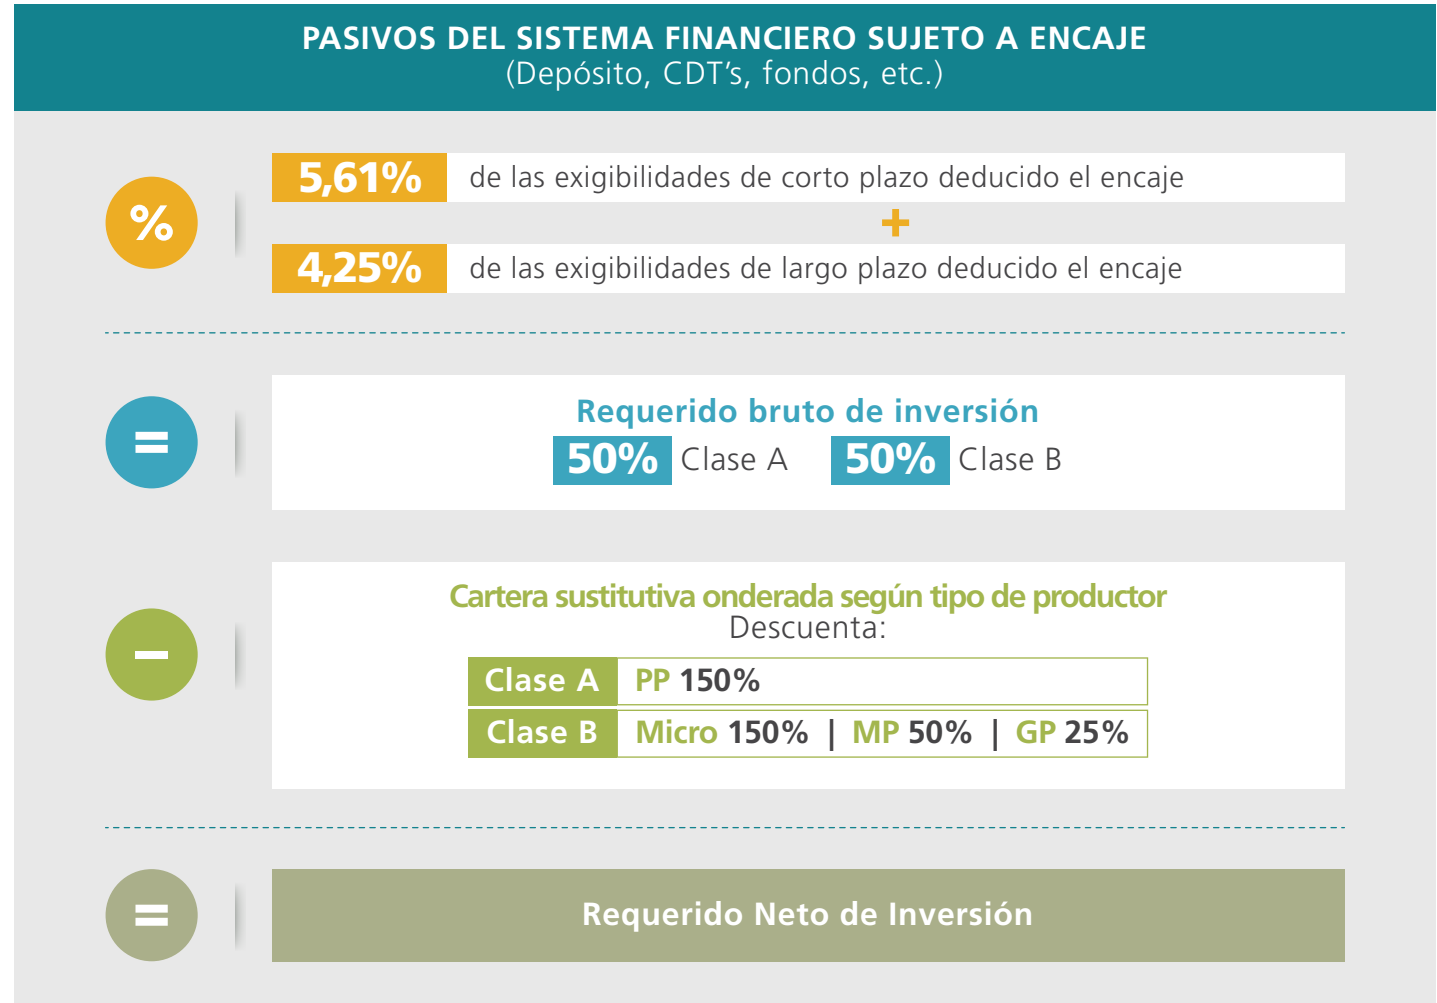 PASIVOS DEL SISTEMA FINANCIERO SUJETO A ENCAJE
(Depósito, CDT’s, fondos, etc.)
% 5,61% de las exigibilidades de corto plazo deducido el encaje
+
4,25% de las exigibilidades de largo plazo deducido el encaje
= Requerido bruto de inversión
50% Clase A 50% Clase B
− Cartera sustitutiva onderada según tipo de productor
Descuenta:
Clase A PP 150%
Clase B Micro 150% | MP 50% | GP 25%
= Requerido Neto de Inversión